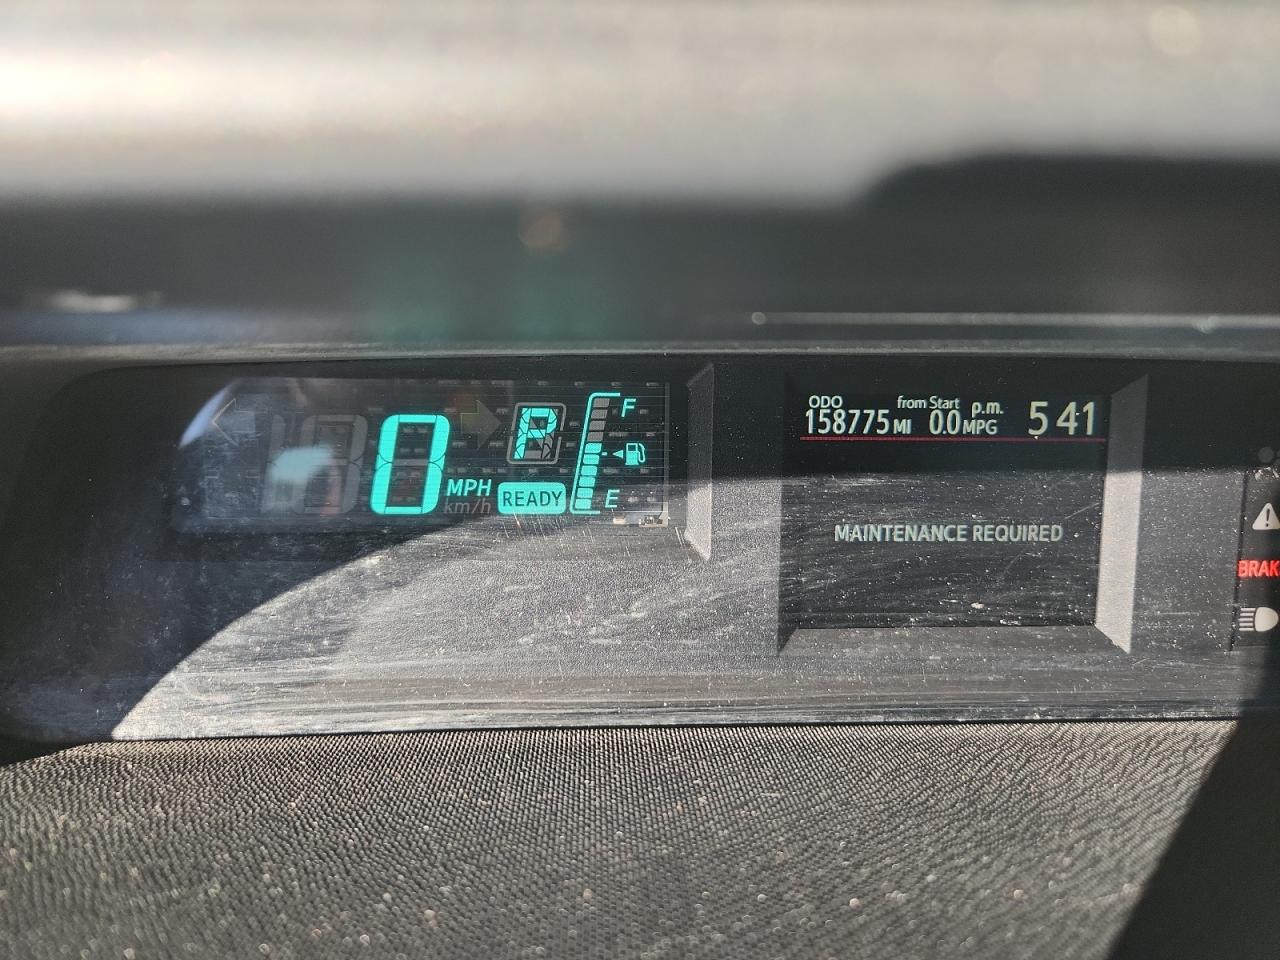 ODO from Start p.m.
158775 MI 0.0 MPG 5 41
0 MPH
km/h
P
READY
F
E
MAINTENANCE REQUIRED
BRAK